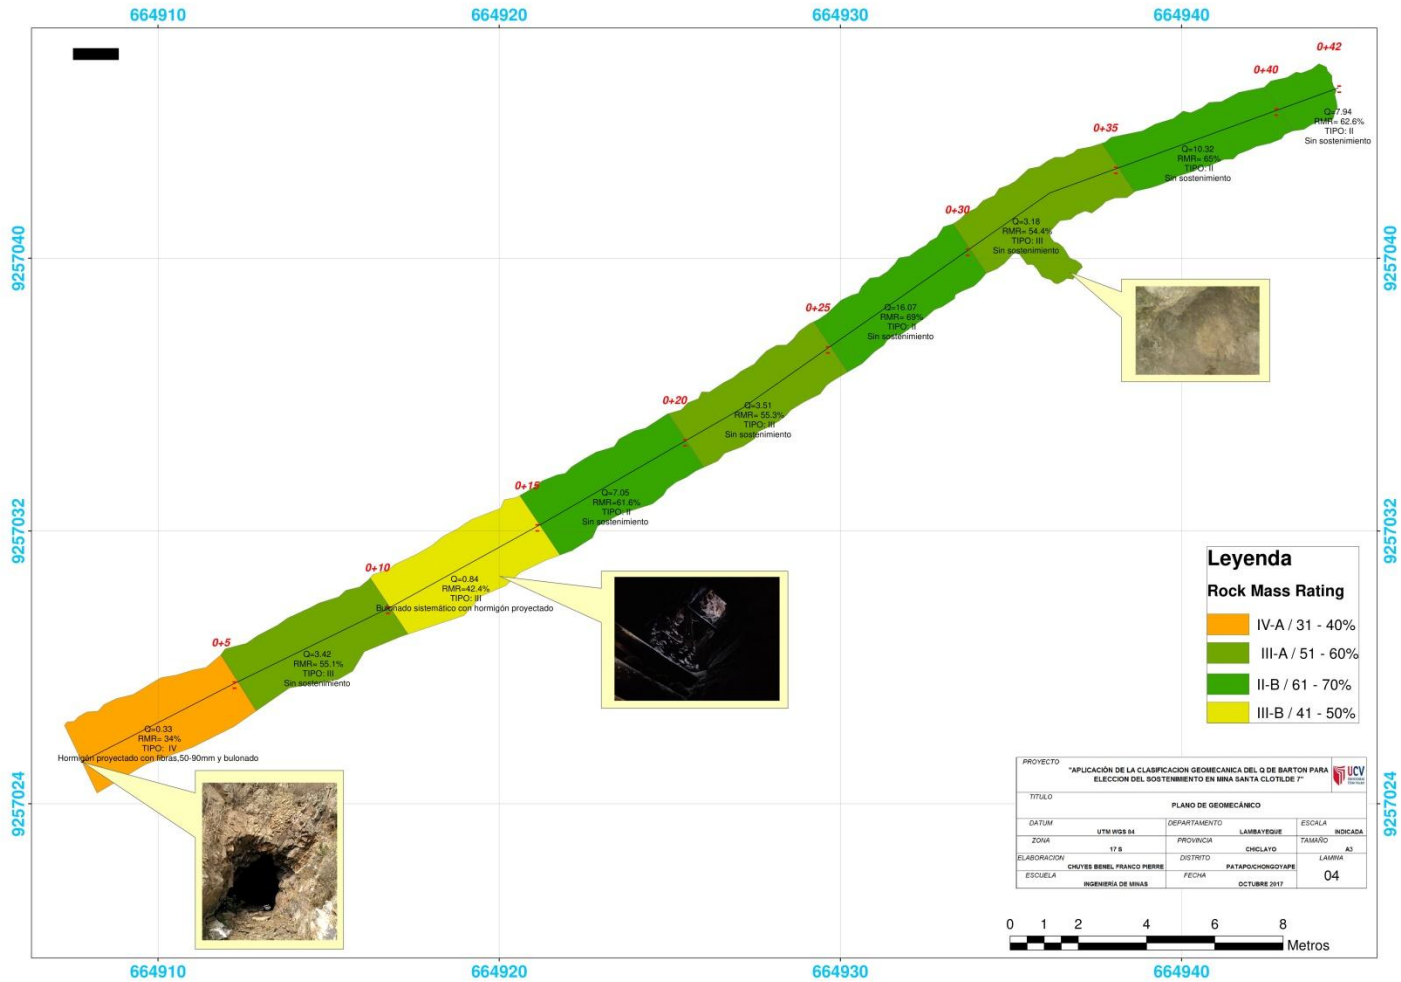 664910
664920
664930
664940
0+42
0+40
0+35
Q=7.94
RMR= 62.6%
TIPO: II
Sin sostenimiento
Q=10.32
RMR= 65%
TIPO: II
Sin sostenimiento
0+30
Q=3.18
RMR= 54.4%
TIPO: III
Sin sostenimiento
9257040
9257040
0+25
Q=16.07
RMR= 69%
TIPO: II
Sin sostenimiento
0+20
Q=3.51
RMR= 55.3%
TIPO: III
Sin sostenimiento
0+15
Q=7.05
RMR=61.6%
TIPO: II
Sin sostenimiento
9257032
9257032
0+10
Q=0.84
RMR=42.4%
TIPO: III
Bulonado sistemático con hormigón proyectado
0+5
Q=3.42
RMR= 55.1%
TIPO: III
Sin sostenimiento
Q=0.33
RMR= 34%
TIPO: IV
Hormigón proyectado con fibras,50-90mm y bulonado
9257024
9257024
Leyenda
Rock Mass Rating
IV-A / 31 - 40%
III-A / 51 - 60%
II-B / 61 - 70%
III-B / 41 - 50%
PROYECTO
"APLICACIÓN DE LA CLASIFICACION GEOMECANICA DEL Q DE BARTON PARA
ELECCION DEL SOSTENIMIENTO EN MINA SANTA CLOTILDE 7"
UCV
TITULO
PLANO DE GEOMECÁNICO
DATUM
UTM WGS 84
DEPARTAMENTO
LAMBAYEQUE
ESCALA
INDICADA
ZONA
17 S
PROVINCIA
CHICLAYO
TAMAÑO
A3
ELABORACION
CHUYES BENEL FRANCO PIERRE
DISTRITO
PATAPO/CHONGOYAPE
LAMINA
04
ESCUELA
INGENIERÍA DE MINAS
FECHA
OCTUBRE 2017
0 1 2 4 6 8
Metros
664910
664920
664930
664940